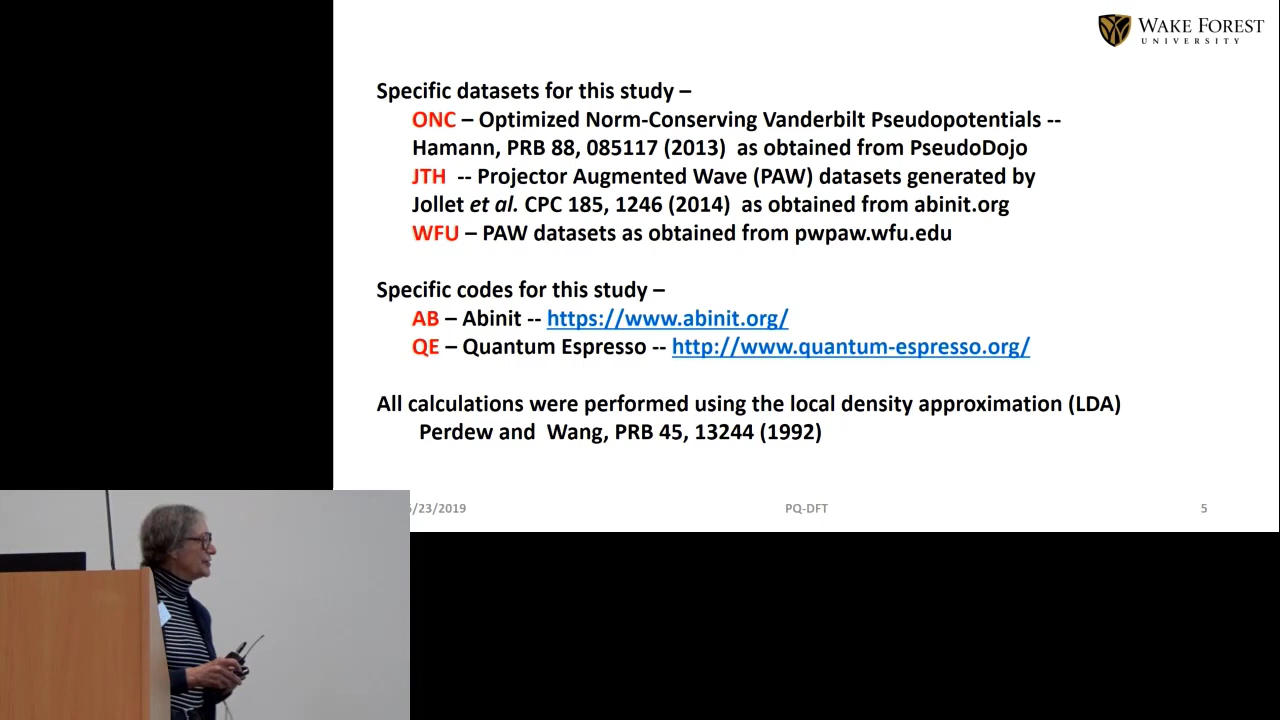 WAKE FOREST
UNIVERSITY
Specific datasets for this study –
ONC – Optimized Norm-Conserving Vanderbilt Pseudopotentials --
Hamann, PRB 88, 085117 (2013)  as obtained from PseudoDojo
JTH  -- Projector Augmented Wave (PAW) datasets generated by
Jollet et al. CPC 185, 1246 (2014)  as obtained from abinit.org
WFU – PAW datasets as obtained from pwpaw.wfu.edu
Specific codes for this study –
AB – Abinit -- https://www.abinit.org/
QE – Quantum Espresso -- http://www.quantum-espresso.org/
All calculations were performed using the local density approximation (LDA)
Perdew and  Wang, PRB 45, 13244 (1992)
/23/2019
PQ-DFT
5